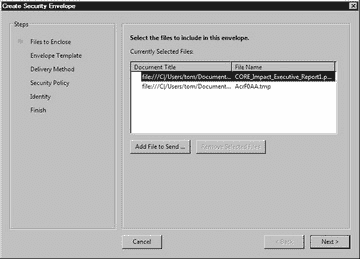 Create Security Envelope
Steps
Files to Enclose
Envelope Template
Delivery Method
Security Policy
Identity
Finish
Select the files to include in this envelope.
Currently Selected Files:
Document Title File Name
file:///C|/Users/tom/Document... CORE_Impact_Executive_Report1.p...
file:///C|/Users/tom/Document... Acrf0AA.tmp
Add File to Send ... Remove Selected Files
Cancel < Back Next >